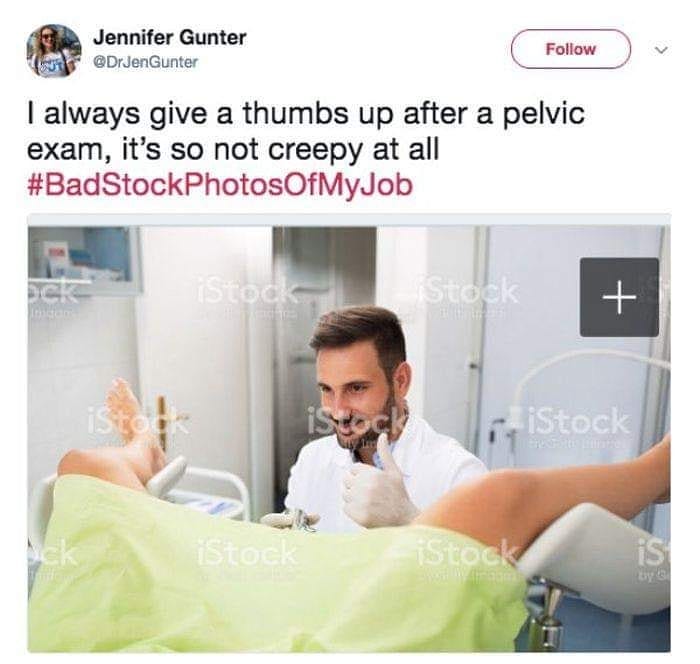 Jennifer Gunter
@DrJenGunter
Follow
I always give a thumbs up after a pelvic
exam, it's so not creepy at all
#BadStockPhotosOfMyJob
iStock
iStock
iStock
iStock
iStock
iStock
iStock